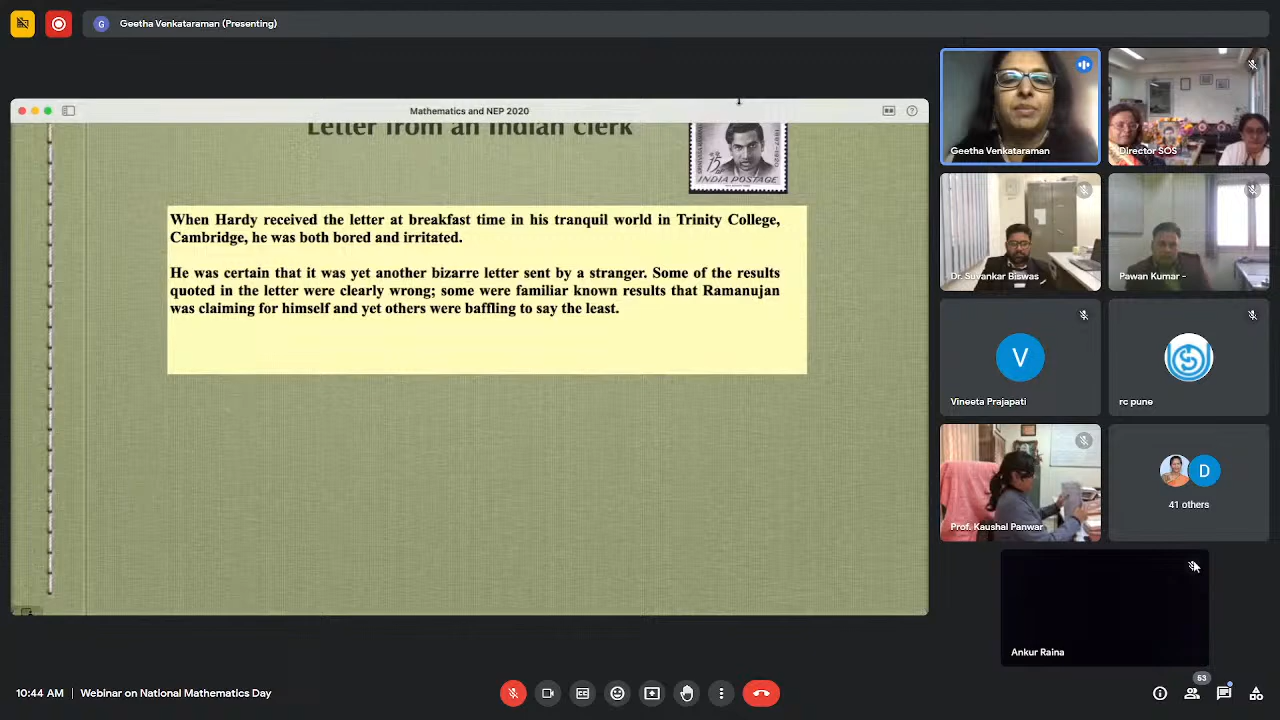 G Geetha Venkataraman (Presenting)
Mathematics and NEP 2020
Letter from an Indian clerk
INDIA POSTAGE
When Hardy received the letter at breakfast time in his tranquil world in Trinity College,
Cambridge, he was both bored and irritated.
He was certain that it was yet another bizarre letter sent by a stranger. Some of the results
quoted in the letter were clearly wrong; some were familiar known results that Ramanujan
was claiming for himself and yet others were baffling to say the least.
Geetha Venkataraman
Director SOS
Dr. Suvankar Biswas
Pawan Kumar -
V
Vineeta Prajapati
rc pune
Prof. Kaushal Panwar
D
41 others
Ankur Raina
10:44 AM | Webinar on National Mathematics Day
53